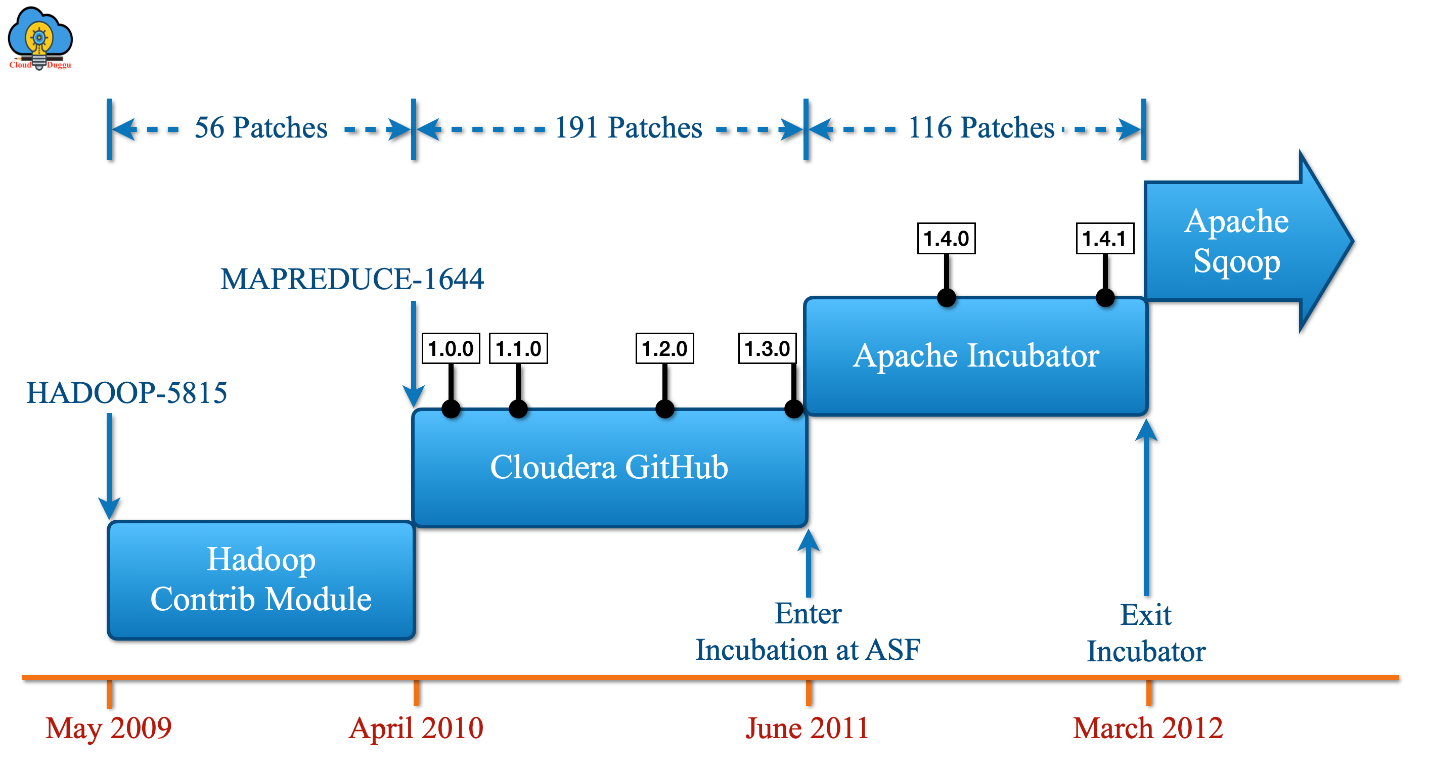 Cloud Duggu
56 Patches
191 Patches
116 Patches
Apache
Sqoop
1.4.0
1.4.1
MAPREDUCE-1644
1.0.0
1.1.0
1.2.0
1.3.0
Apache Incubator
HADOOP-5815
Cloudera GitHub
Hadoop
Contrib Module
Enter
Incubation at ASF
Exit
Incubator
May 2009
April 2010
June 2011
March 2012